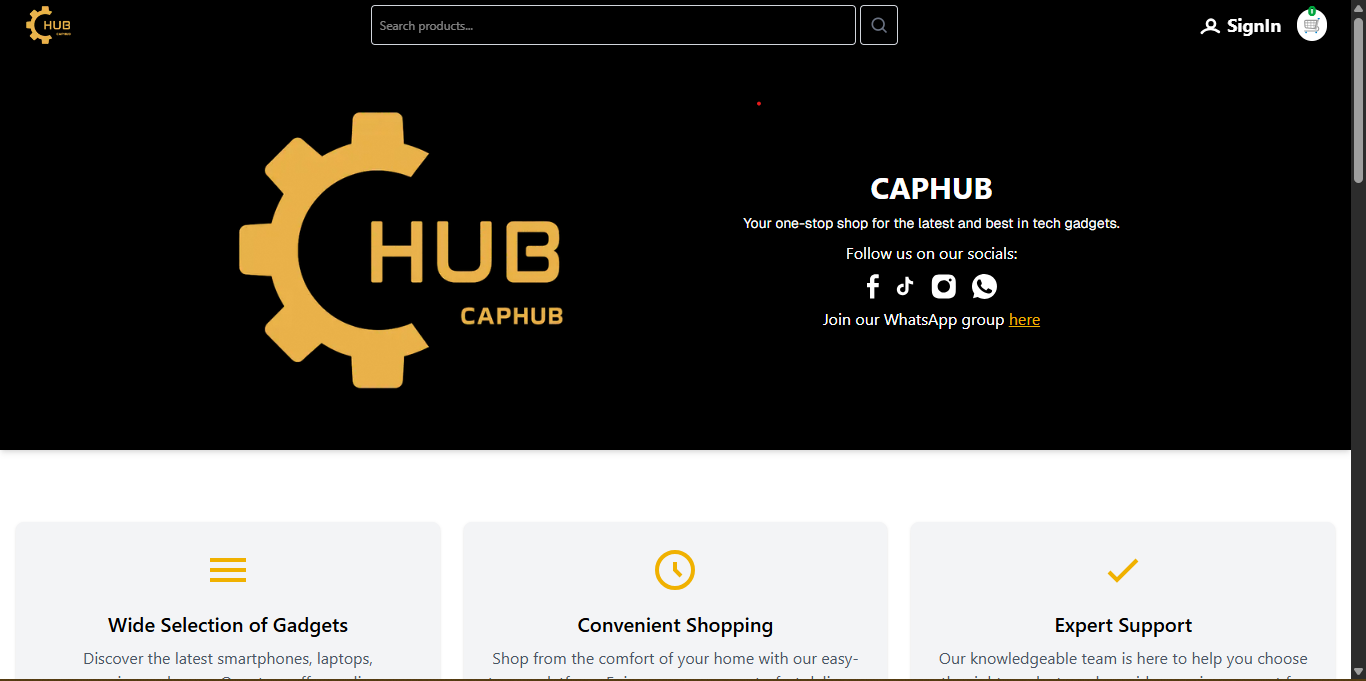 HUB
CAPHUB
Search products...
SignIn
0
HUB
CAPHUB
CAPHUB
Your one-stop shop for the latest and best in tech gadgets.
Follow us on our socials:
Join our WhatsApp group here
Wide Selection of Gadgets
Discover the latest smartphones, laptops,
Convenient Shopping
Shop from the comfort of your home with our easy-
Expert Support
Our knowledgeable team is here to help you choose